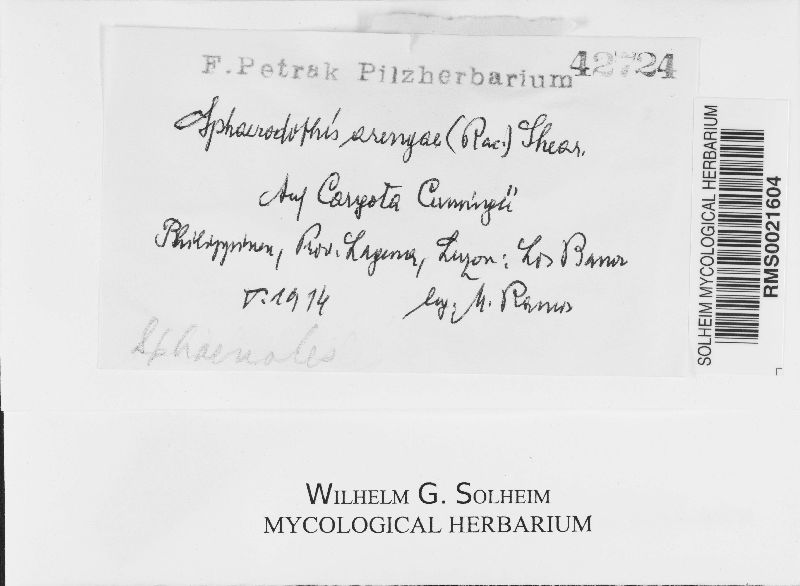 F. Petrak Pilzherbarium 42724
Sphaerodothis arengae (Rac.) Shear.
Auf Caryota Cumingii
Philippinen, Prov. Laguna, Luzon: Los Banos
V. 1914 leg. M. Ramos
SOLHEIM MYCOLOGICAL HERBARIUM
RMS0021604
WILHELM G. SOLHEIM
MYCOLOGICAL HERBARIUM